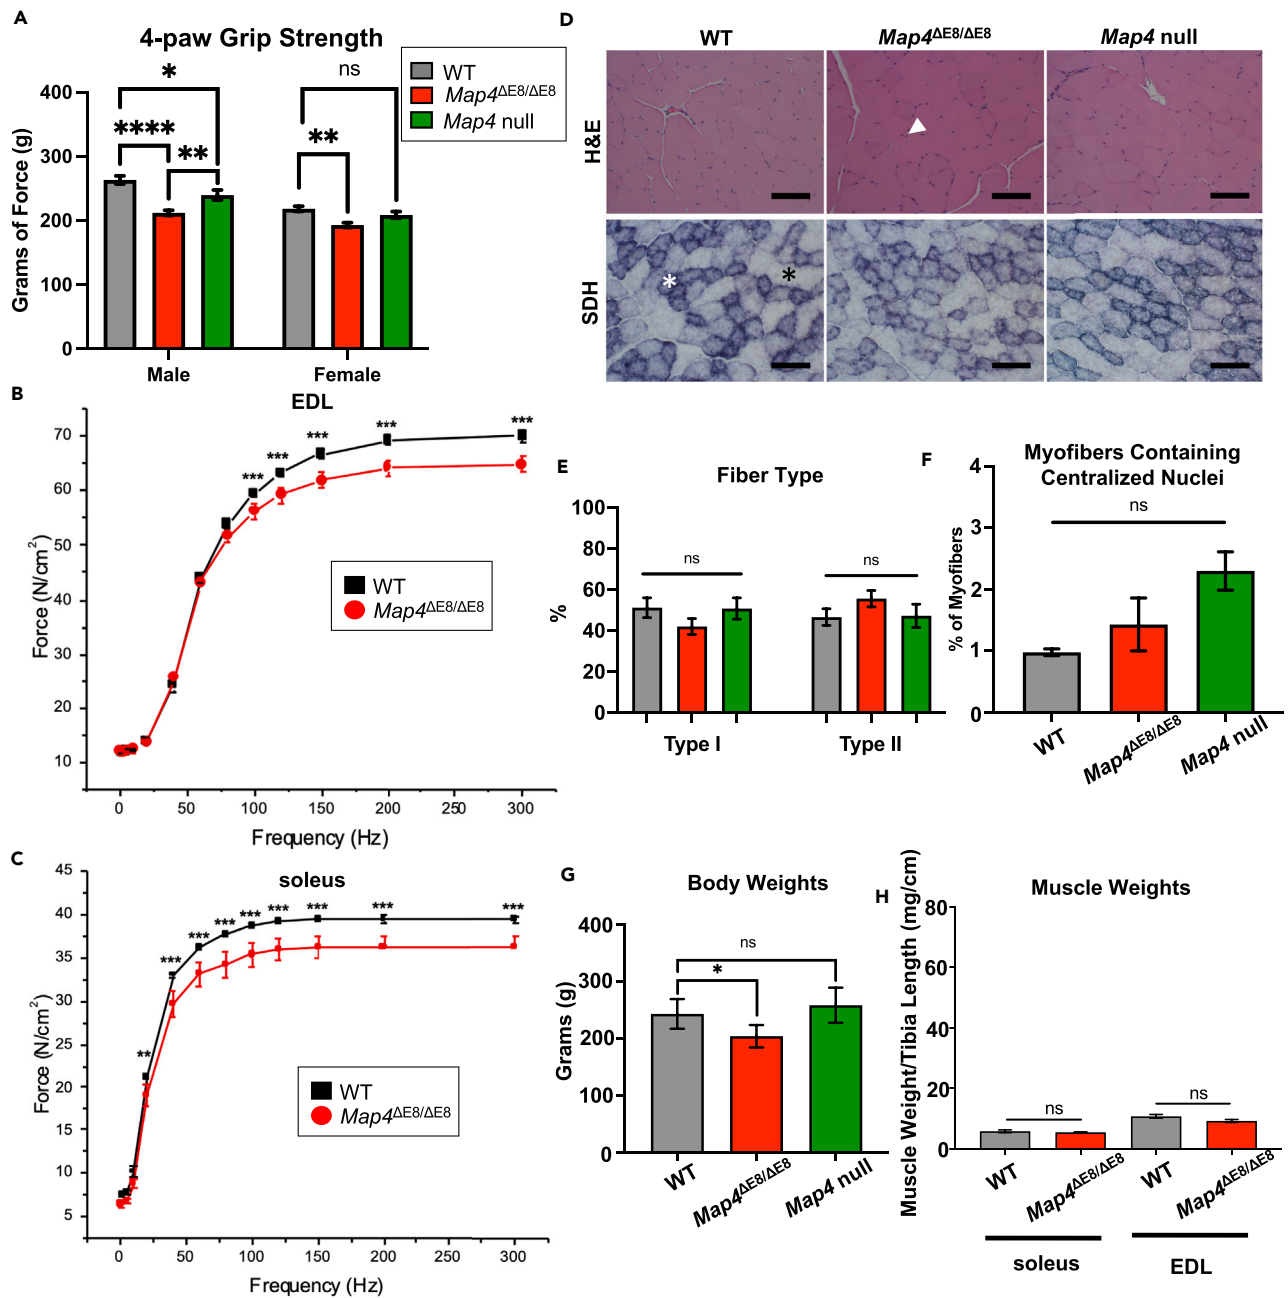 A
4-paw Grip Strength
WT
Map4ΔE8/ΔE8
Map4 null
*
ns
****
**
**
Grams of Force (g)
400
300
200
100
0
Male
Female
D
WT
Map4ΔE8/ΔE8
Map4 null
H&E
SDH
*
*
B
EDL
Force (N/cm2)
70
60
50
40
30
20
10
***
***
***
***
***
WT
Map4ΔE8/ΔE8
0
50
100
150
200
250
300
Frequency (Hz)
E
Fiber Type
%
100
80
60
40
20
0
ns
ns
Type I
Type II
F
Myofibers Containing
Centralized Nuclei
% of Myofibers
4
3
2
1
0
ns
WT
Map4ΔE8/ΔE8
Map4 null
C
soleus
Force (N/cm2)
45
40
35
30
25
20
15
10
5
**
***
***
***
***
***
***
***
***
WT
Map4ΔE8/ΔE8
0
50
100
150
200
250
300
Frequency (Hz)
G
Body Weights
Grams (g)
400
300
200
100
0
ns
*
WT
Map4ΔE8/ΔE8
Map4 null
H
Muscle Weights
Muscle Weight/Tibia Length (mg/cm)
80
60
40
20
0
ns
ns
WT
Map4ΔE8/ΔE8
WT
Map4ΔE8/ΔE8
soleus
EDL